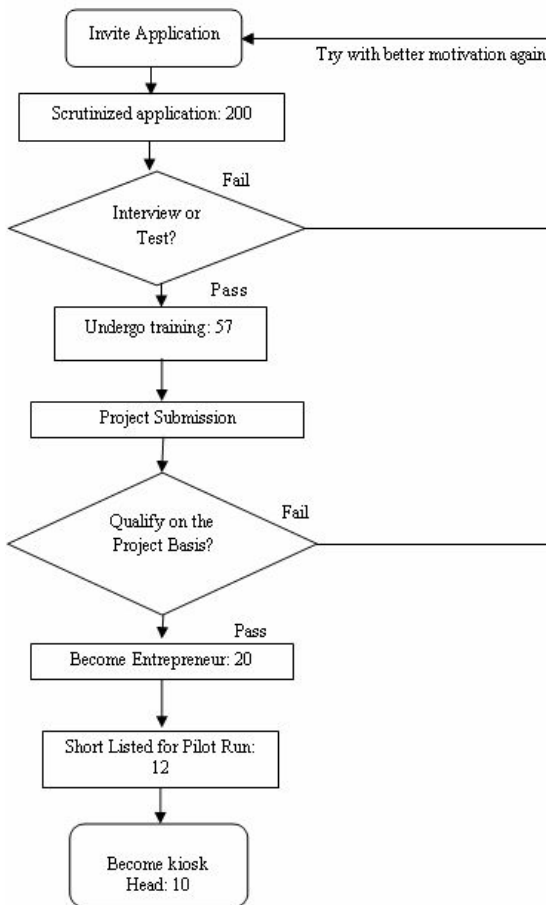 Invite Application
Try with better motivation again
Scrutinized application: 200
Fail
Interview or
Test?
Pass
Undergo training: 57
Project Submission
Qualify on the
Project Basis?
Fail
Pass
Become Entrepreneur: 20
Short Listed for Pilot Run:
12
Become kiosk
Head: 10